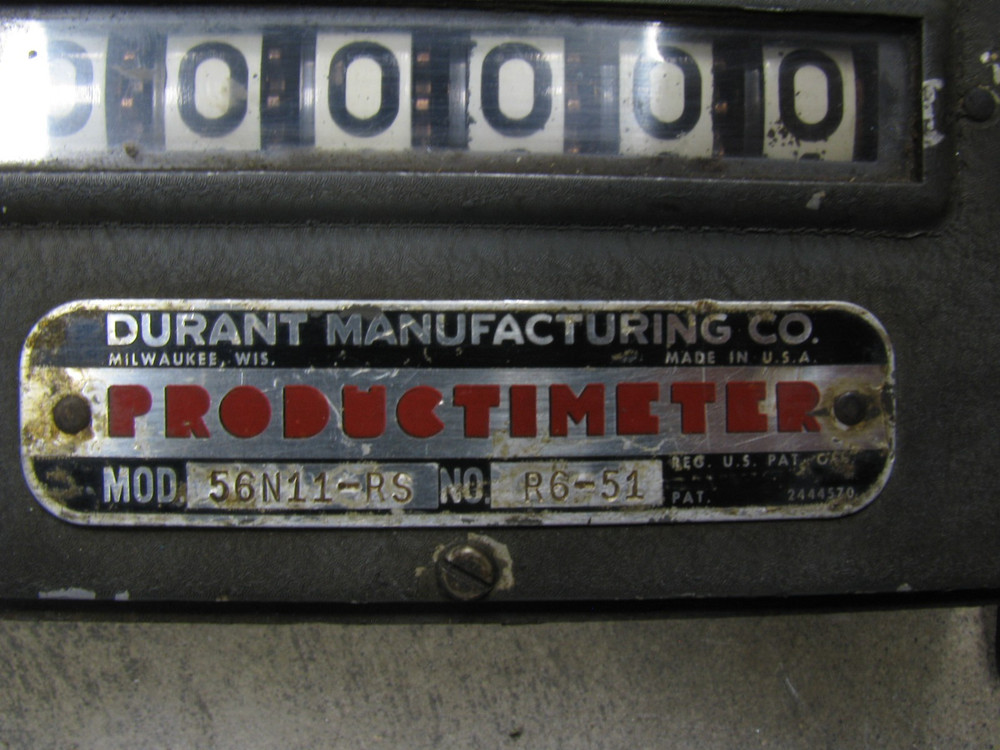 000000
DURANT MANUFACTURING CO.
MILWAUKEE, WIS. MADE IN U.S.A.
PRODUCTIMETER
MOD. 56N11-RS NO. R6-51
REG. U.S. PAT. OFF.
PAT. 2444570